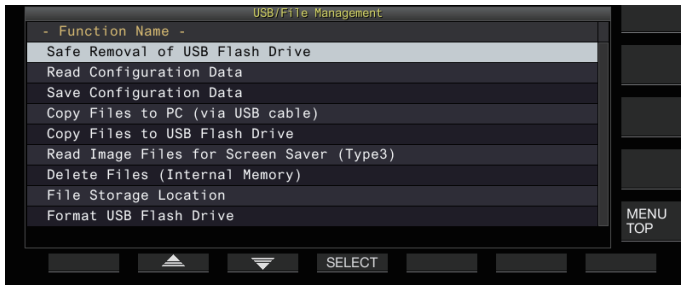 USB/File Management
- Function Name -
Safe Removal of USB Flash Drive
Read Configuration Data
Save Configuration Data
Copy Files to PC (via USB cable)
Copy Files to USB Flash Drive
Read Image Files for Screen Saver (Type3)
Delete Files (Internal Memory)
File Storage Location
Format USB Flash Drive
MENU
TOP
SELECT